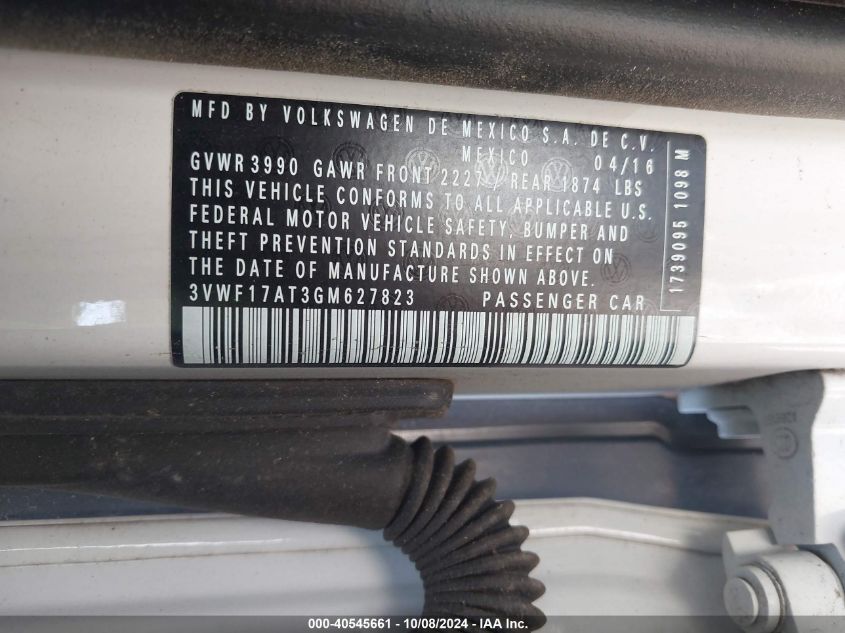 MFD BY VOLKSWAGEN DE MEXICO S.A. DE C.V.
MEXICO 04/16
GVWR 3990 GAWR FRONT 2227 / REAR 1874 LBS
THIS VEHICLE CONFORMS TO ALL APPLICABLE U.S.
FEDERAL MOTOR VEHICLE SAFETY, BUMPER AND
THEFT PREVENTION STANDARDS IN EFFECT ON
THE DATE OF MANUFACTURE SHOWN ABOVE.
3VWF17AT3GM627823 PASSENGER CAR
1739095 1098 M
000-40545661 - 10/08/2024 - IAA Inc.